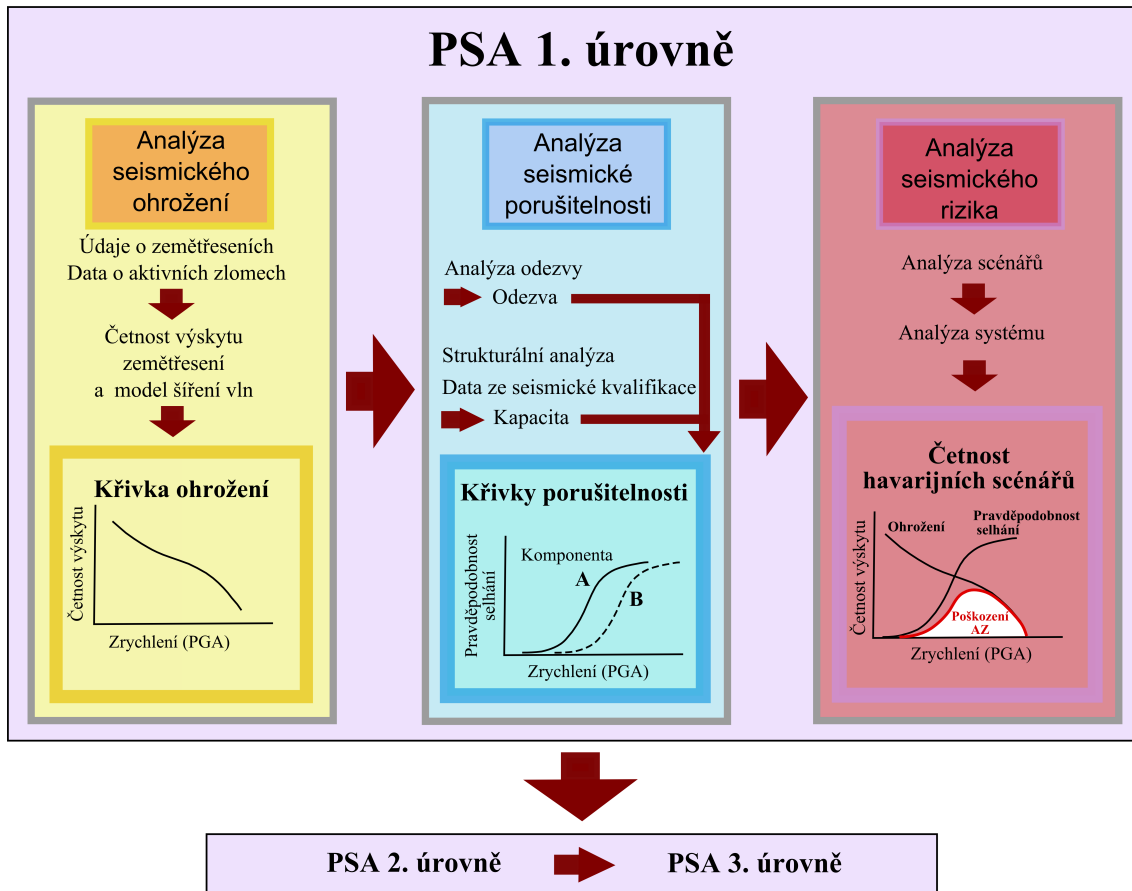 PSA 1. úrovně
Analýza
seismického
ohrožení
Údaje o zemětřeseních
Data o aktivních zlomech
Četnost výskytu
zemětřesení
a model šíření vln
Křivka ohrožení
Četnost výskytu
Zrychlení (PGA)
Analýza
seismické
porušitelnosti
Analýza odezvy
Odezva
Strukturální analýza
Data ze seismické kvalifikace
Kapacita
Křivky porušitelnosti
Pravděpodobnost
selhání
Komponenta
A
B
Zrychlení (PGA)
Analýza
seismického
rizika
Analýza scénářů
Analýza systému
Četnost
havarijních scénářů
Četnost výskytu
Ohrožení
Pravděpodobnost
selhání
Poškození
AZ
Zrychlení (PGA)
PSA 2. úrovně
PSA 3. úrovně